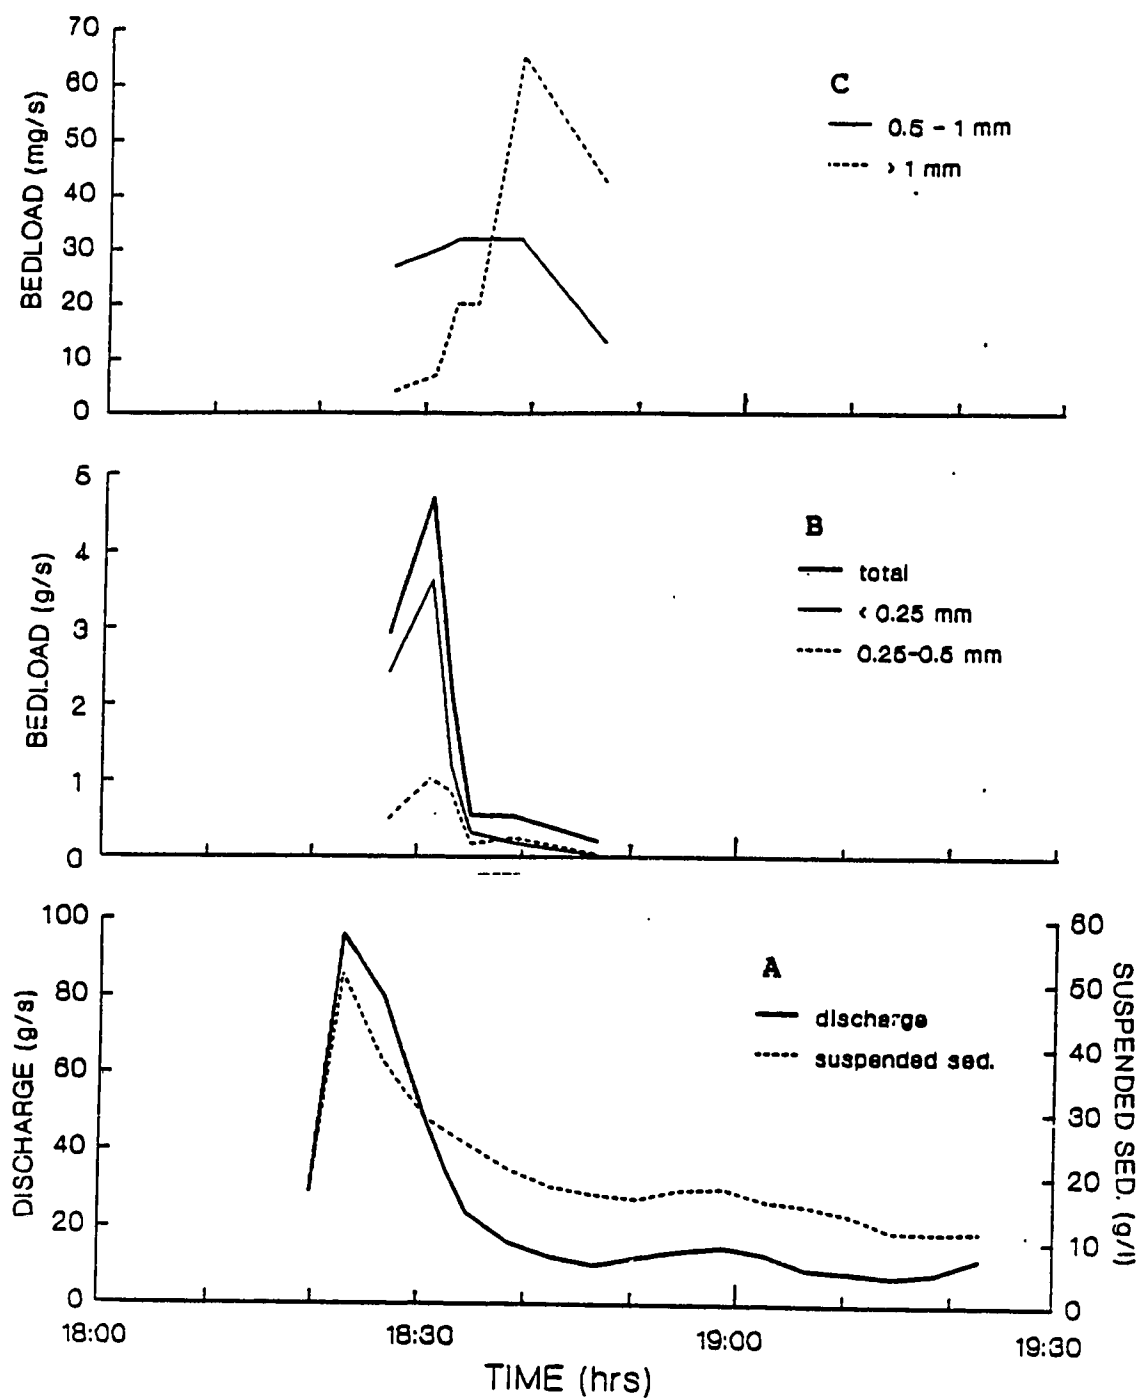 70
60
50
40
30
20
10
0
BEDLOAD (mg/s)
C
0.5 - 1 mm
> 1 mm
5
4
3
2
1
0
BEDLOAD (g/s)
B
total
< 0.25 mm
0.25-0.5 mm
100
80
60
40
20
0
DISCHARGE (g/s)
A
discharge
suspended sed.
60
50
40
30
20
10
0
SUSPENDED SED. (g/l)
18:00
18:30
19:00
19:30
TIME (hrs)